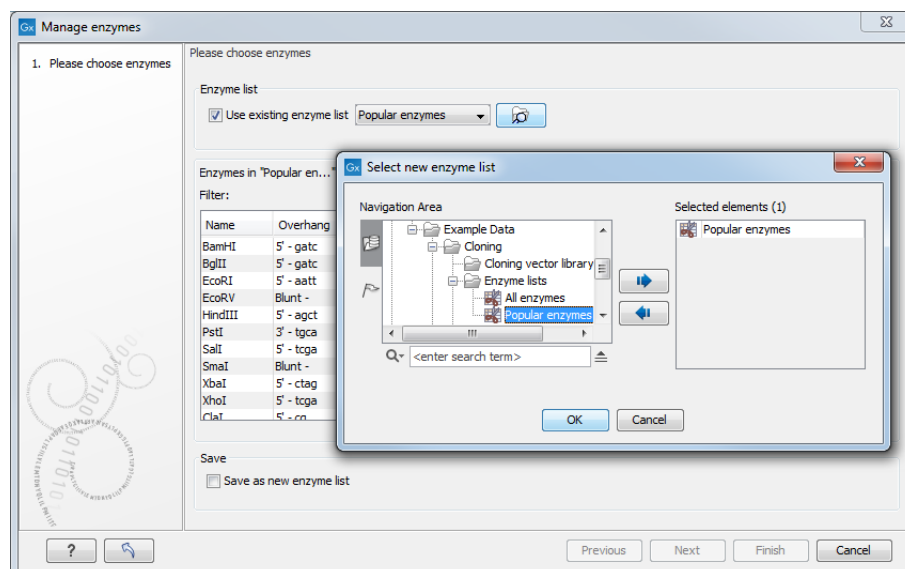 Gx Manage enzymes
1. Please choose enzymes
Please choose enzymes
Enzyme list
Use existing enzyme list Popular enzymes
Enzymes in "Popular en..."
Filter:
Name Overhang
BamHI 5' - gatc
BglII 5' - gatc
EcoRI 5' - aatt
EcoRV Blunt -
HindIII 5' - agct
PstI 3' - tgca
SalI 5' - tcga
SmaI Blunt -
XbaI 5' - ctag
XhoI 5' - tcga
ClaI 5' - cg
Gx Select new enzyme list
Navigation Area
Example Data
Cloning
Cloning vector library
Enzyme lists
All enzymes
Popular enzymes
<enter search term>
Selected elements (1)
Popular enzymes
OK Cancel
Save
Save as new enzyme list
? Previous Next Finish Cancel